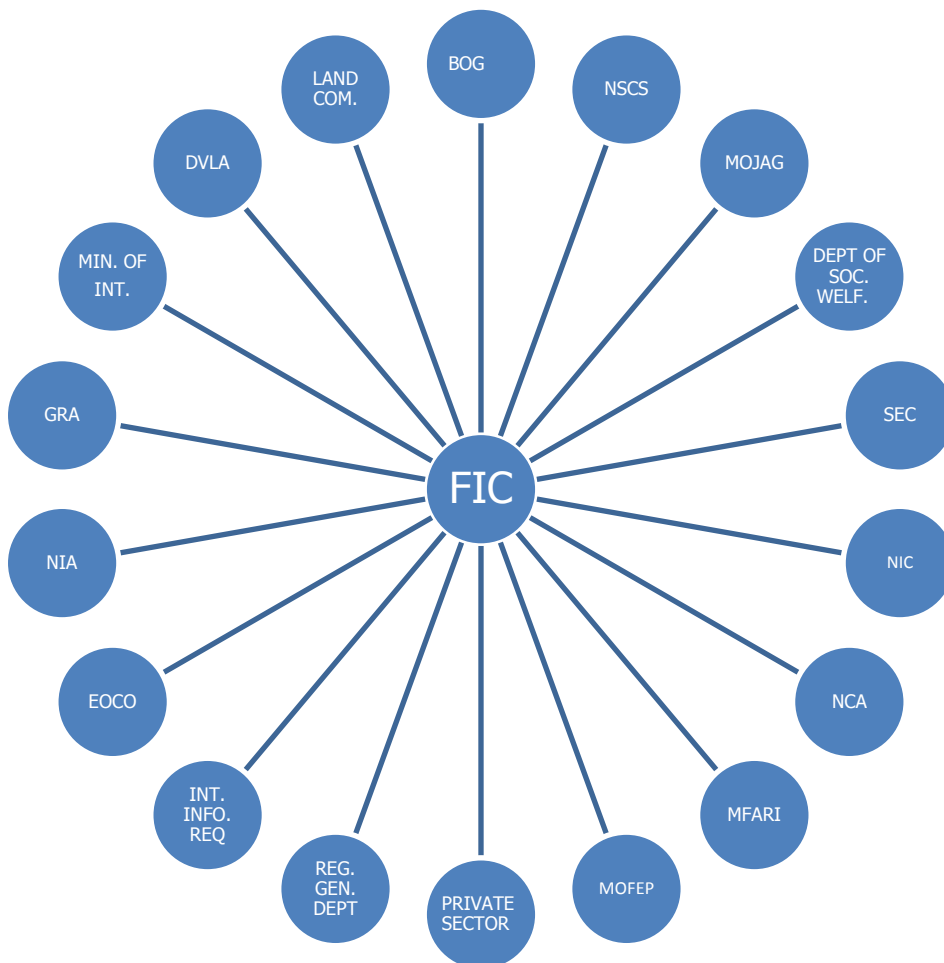 BOG
NSCS
MOJAG
DEPT OF
SOC.
WELF.
SEC
NIC
NCA
MFARI
MOFEP
PRIVATE
SECTOR
REG.
GEN.
DEPT
INT.
INFO.
REQ
EOCO
NIA
GRA
MIN. OF
INT.
DVLA
LAND
COM.
FIC